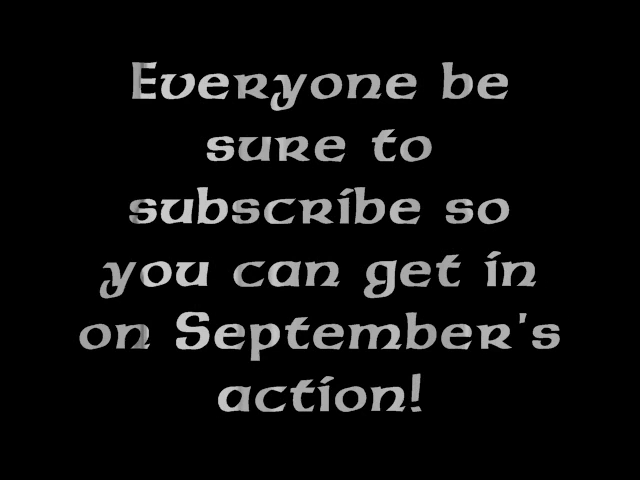 Everyone be
sure to
subscribe so
you can get in
on September's
action!